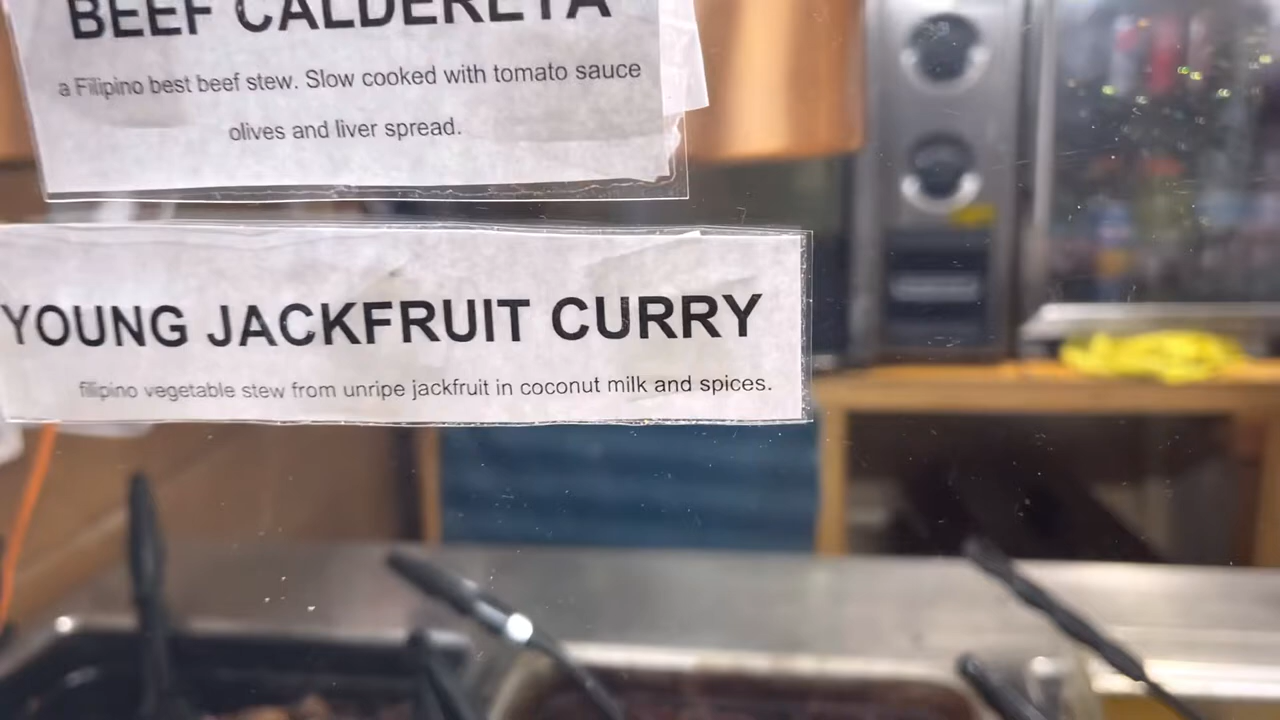 BEEF CALDERETA
a Filipino best beef stew. Slow cooked with tomato sauce
olives and liver spread.
YOUNG JACKFRUIT CURRY
filipino vegetable stew from unripe jackfruit in coconut milk and spices.